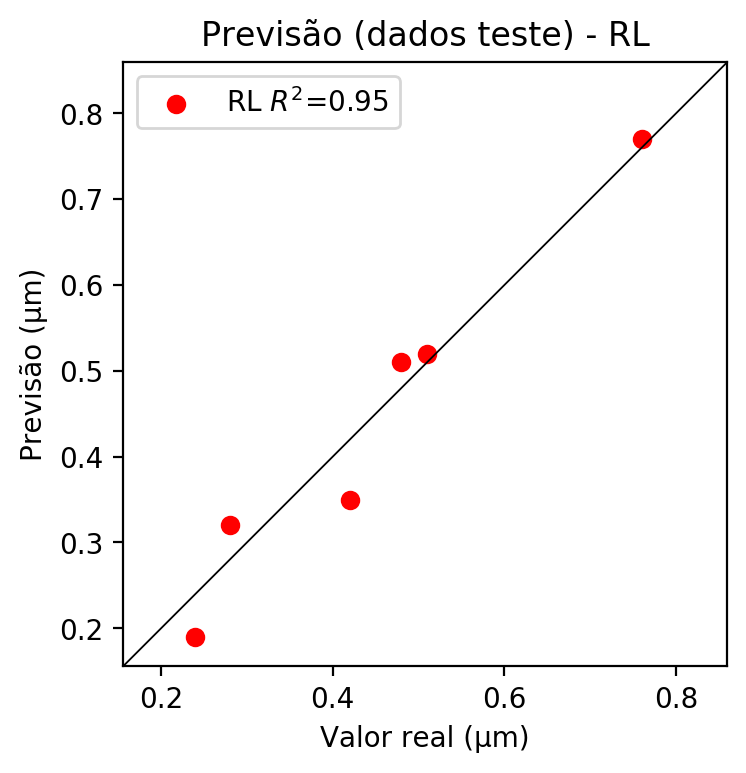 Previsão (dados teste) - RL
RL R²=0.95
Previsão (μm)
0.8
0.7
0.6
0.5
0.4
0.3
0.2
0.2 0.4 0.6 0.8
Valor real (μm)